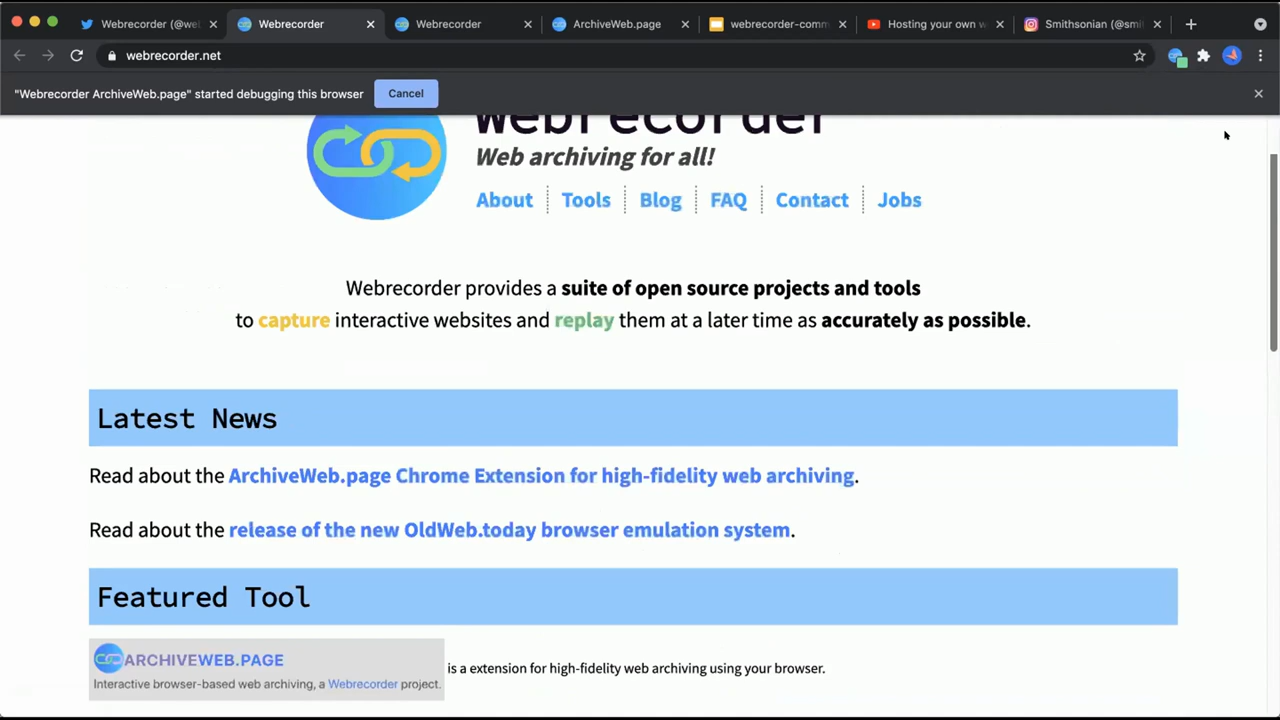 Twitter Webrecorder (@we
Webrecorder
Webrecorder
ArchiveWeb.page
webrecorder-comm
Hosting your own w
Smithsonian (@smi
webrecorder.net
"Webrecorder ArchiveWeb.page" started debugging this browser
Cancel
Webrecorder
Web archiving for all!
About
Tools
Blog
FAQ
Contact
Jobs
Webrecorder provides a suite of open source projects and tools
to capture interactive websites and replay them at a later time as accurately as possible.
Latest News
Read about the ArchiveWeb.page Chrome Extension for high-fidelity web archiving.
Read about the release of the new OldWeb.today browser emulation system.
Featured Tool
ARCHIVEWEB.PAGE
Interactive browser-based web archiving, a Webrecorder project.
is a extension for high-fidelity web archiving using your browser.